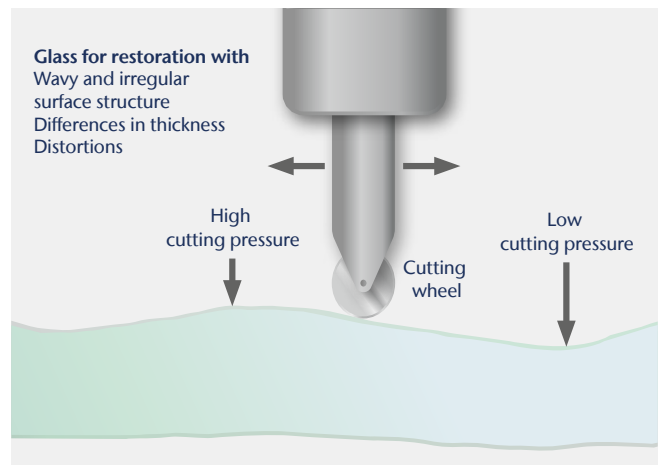 Glass for restoration with
Wavy and irregular
surface structure
Differences in thickness
Distortions
High
cutting pressure
Low
cutting pressure
Cutting
wheel